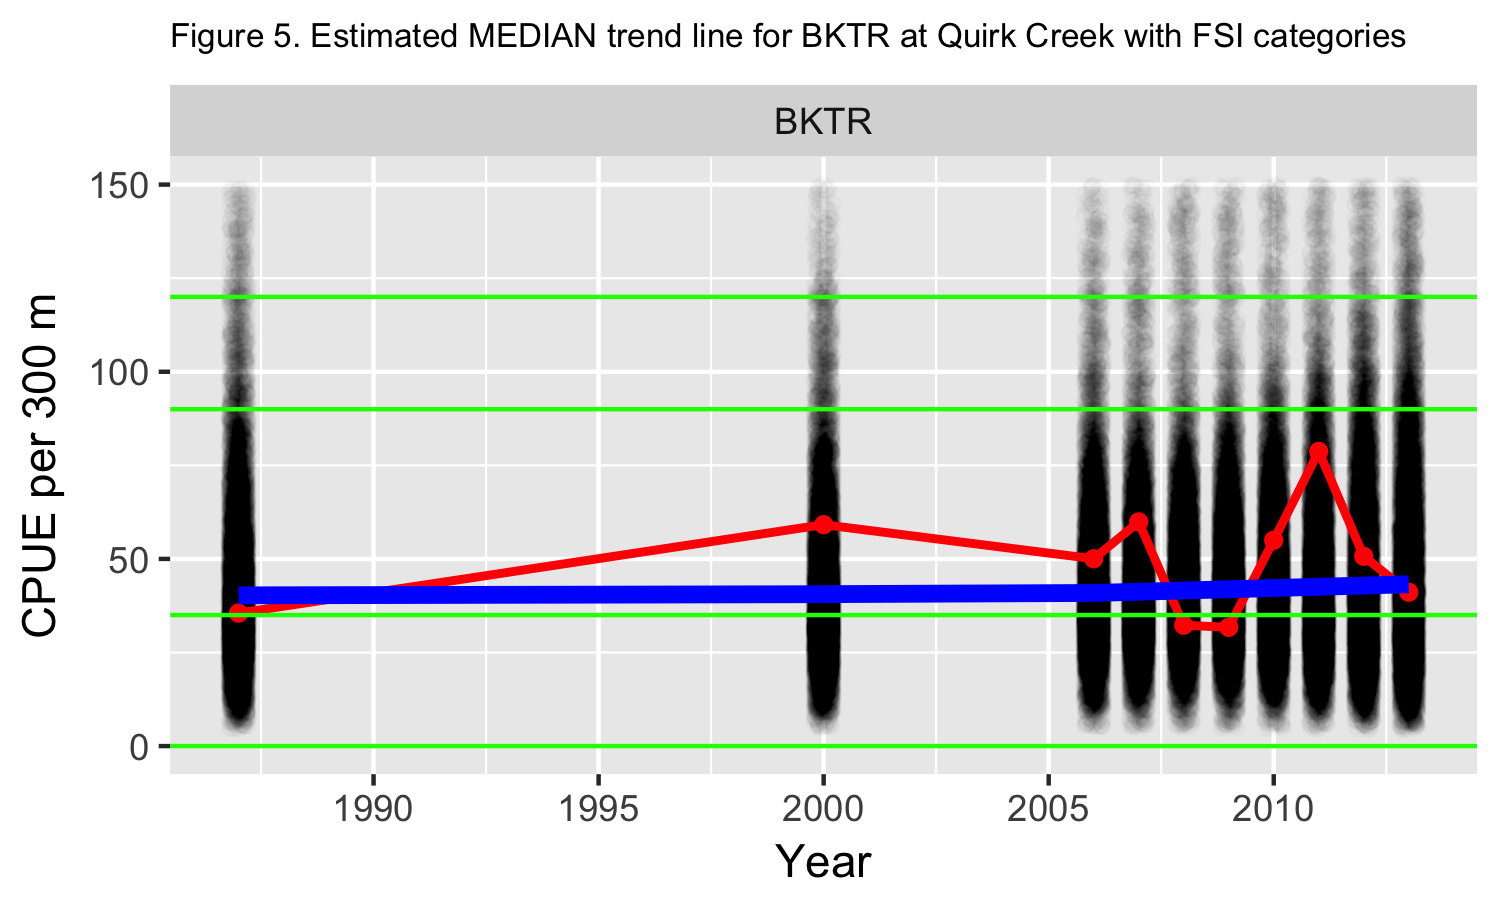 Figure 5. Estimated MEDIAN trend line for BKTR at Quirk Creek with FSI categories
BKTR
150
100
50
0
CPUE per 300 m
1990 1995 2000 2005 2010
Year